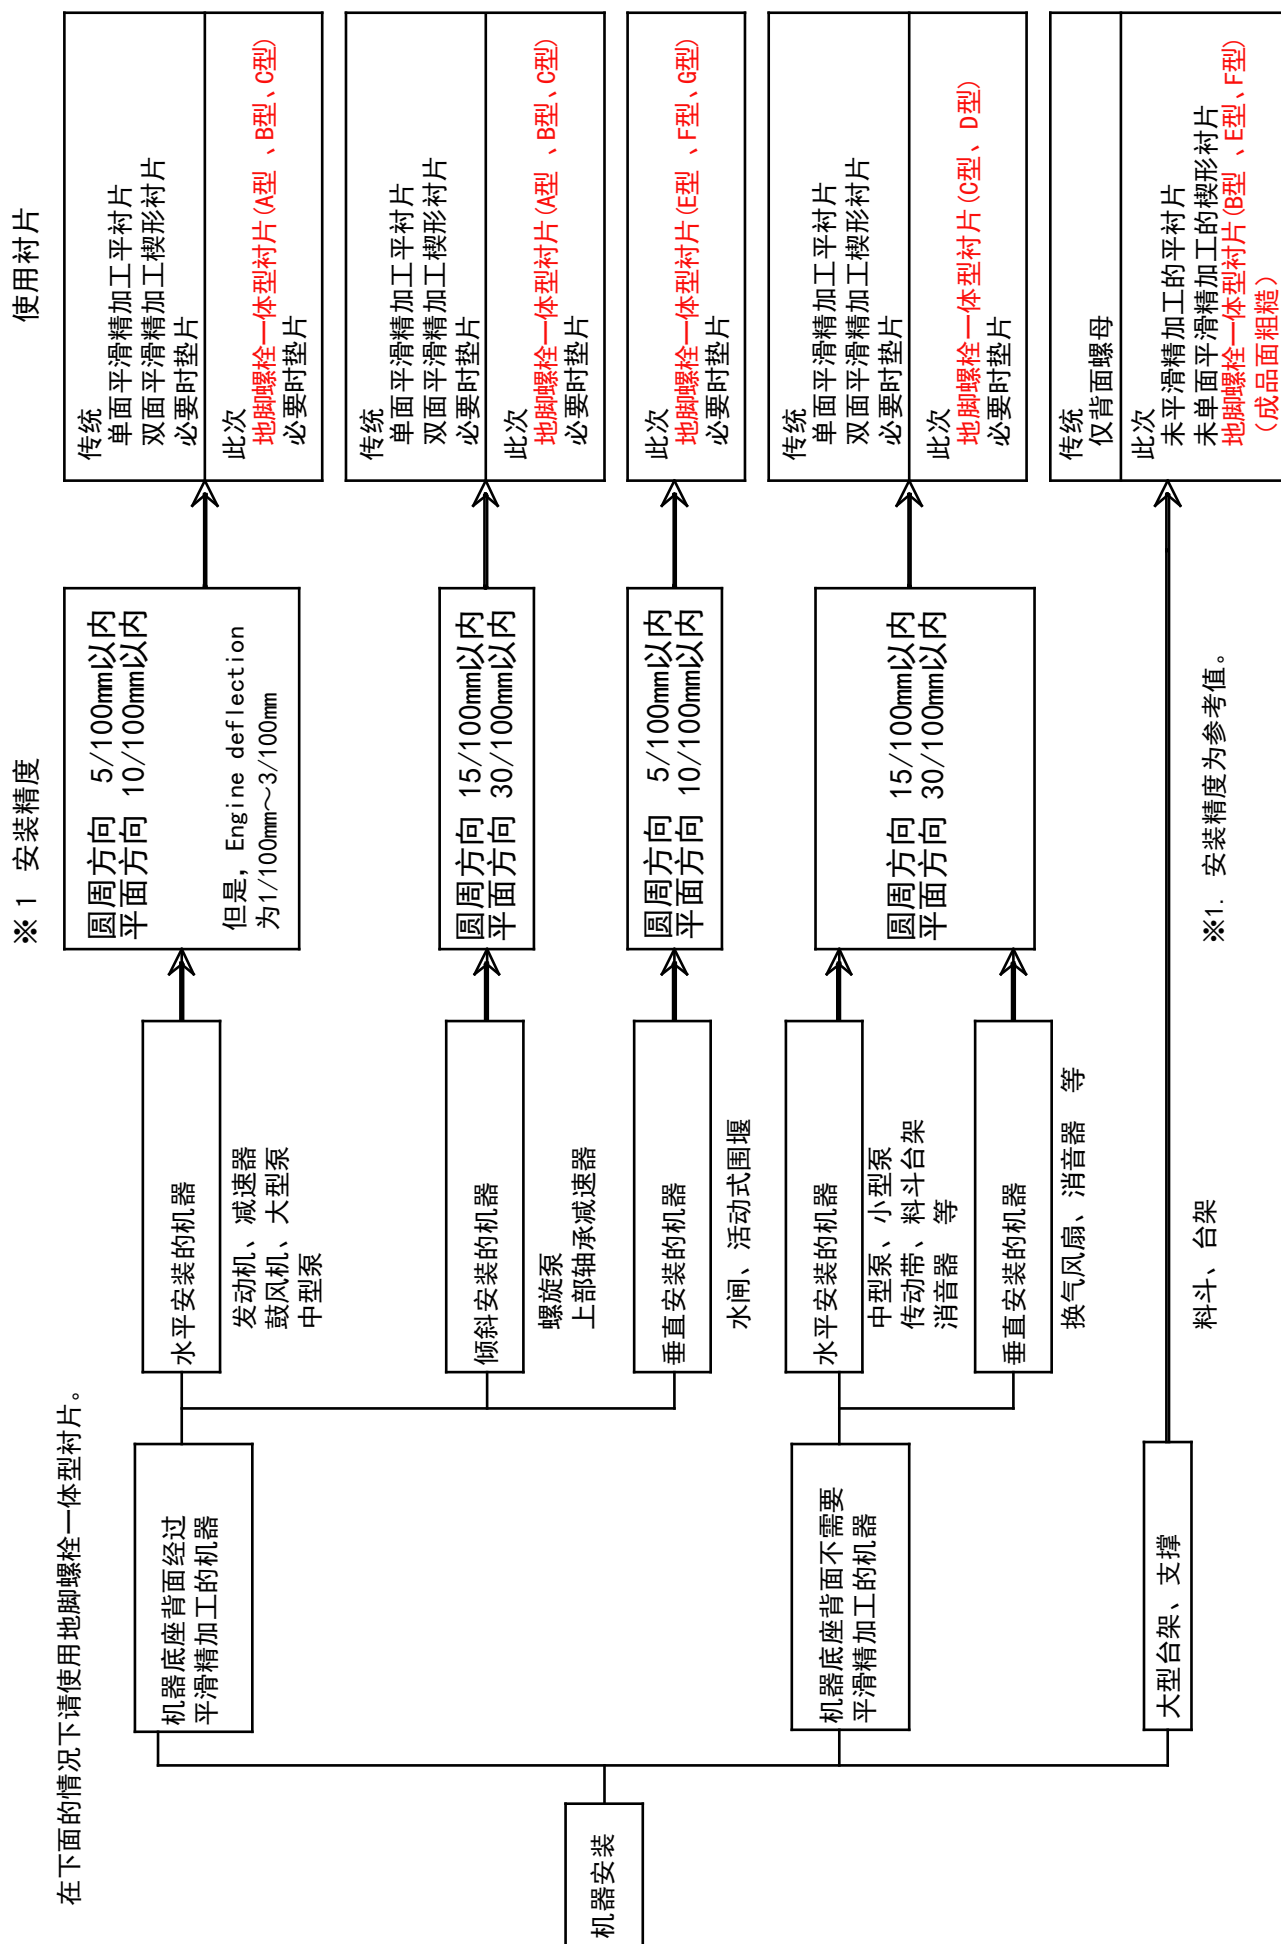 在下面的情况下请使用地脚螺栓一体型衬片。
※1 安装精度
使用衬片
机器安装
机器底座背面经过
平滑精加工的机器
水平安装的机器
发动机、减速器
鼓风机、大型泵
中型泵
圆周方向 5/100mm以内
平面方向 10/100mm以内
但是，Engine deflection
为1/100mm～3/100mm
传统
单面平滑精加工平衬片
双面平滑精加工楔形衬片
必要时垫片
此次
地脚螺栓一体型衬片(A型 、B型、C型)
必要时垫片
倾斜安装的机器
螺旋泵
上部轴承减速器
圆周方向 15/100mm以内
平面方向 30/100mm以内
传统
单面平滑精加工平衬片
双面平滑精加工楔形衬片
必要时垫片
此次
地脚螺栓一体型衬片(A型 、B型、C型)
必要时垫片
垂直安装的机器
水闸、活动式围堰
圆周方向 5/100mm以内
平面方向 10/100mm以内
此次
地脚螺栓一体型衬片(E型 、F型、G型)
必要时垫片
机器底座背面不需要
平滑精加工的机器
水平安装的机器
中型泵、小型泵
传动带、料斗台架
消音器 等
垂直安装的机器
换气风扇、消音器 等
圆周方向 15/100mm以内
平面方向 30/100mm以内
传统
单面平滑精加工平衬片
双面平滑精加工楔形衬片
必要时垫片
此次
地脚螺栓一体型衬片(C型、D型)
必要时垫片
大型台架、支撑
料斗、台架
传统
仅背面螺母
此次
未平滑精加工的平衬片
未单面平滑精加工的楔形衬片
地脚螺栓一体型衬片(B型 、E型、F型)
（成品面粗糙）
※1. 安装精度为参考值。